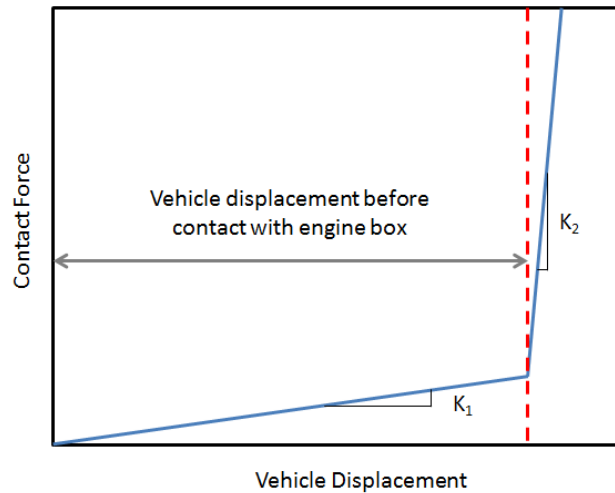 Contact Force
Vehicle displacement before
contact with engine box
K₂
K₁
Vehicle Displacement